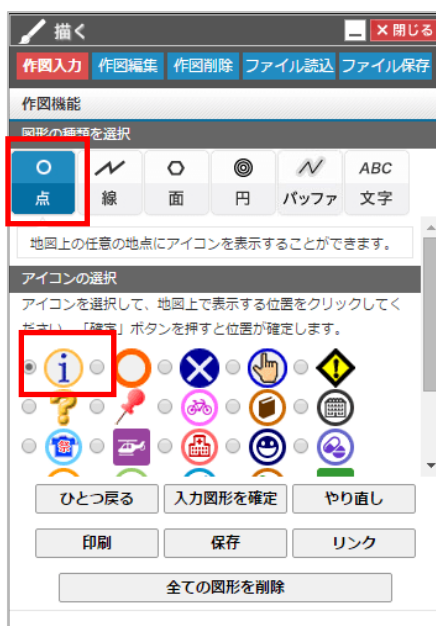 描く
×閉じる
作図入力 作図編集 作図削除 ファイル読込 ファイル保存
作図機能
図形の種類を選択
点 線 面 円 バッファ ABC 文字
地図上の任意の地点にアイコンを表示することができます。
アイコンの選択
アイコンを選択して、地図上で表示する位置をクリックしてく
ださい。「確定」ボタンを押すと位置が確定します。
ひとつ戻る 入力図形を確定 やり直し
印刷 保存 リンク
全ての図形を削除